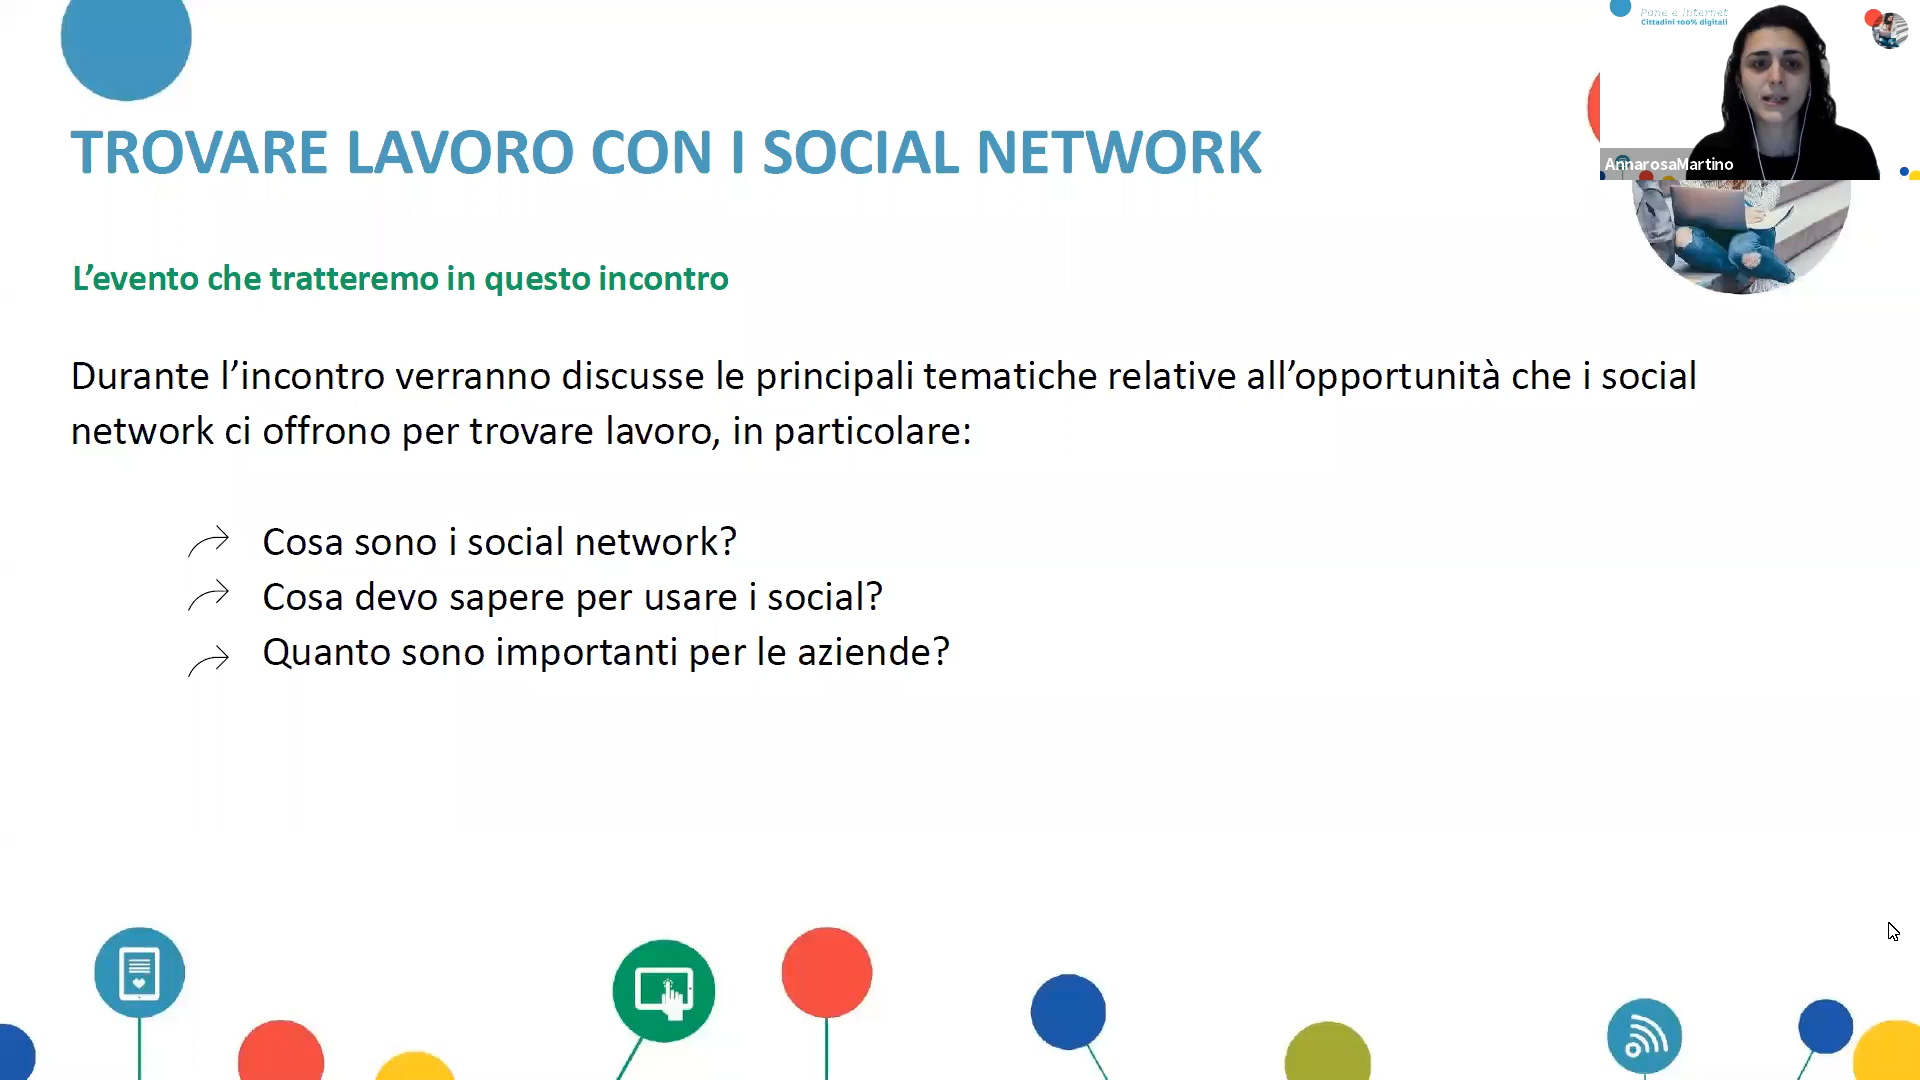 Pane e Internet
Cittadini 100% digitali
AnnarosaMartino
TROVARE LAVORO CON I SOCIAL NETWORK
L’evento che tratteremo in questo incontro
Durante l’incontro verranno discusse le principali tematiche relative all’opportunità che i social
network ci offrono per trovare lavoro, in particolare:
Cosa sono i social network?
Cosa devo sapere per usare i social?
Quanto sono importanti per le aziende?